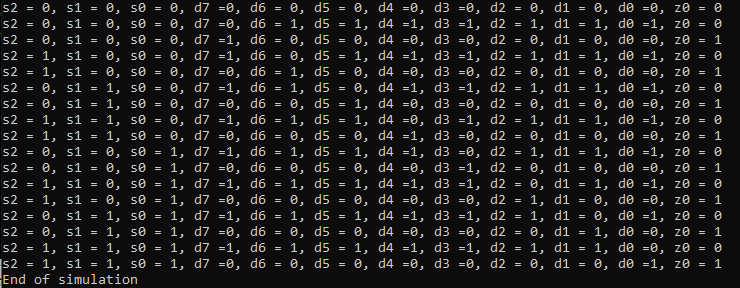 s2 = 0, s1 = 0, s0 = 0, d7 =0, d6 = 0, d5 = 0, d4 =0, d3 =0, d2 = 0, d1 = 0, d0 =0, z0 = 0
s2 = 0, s1 = 0, s0 = 0, d7 =0, d6 = 1, d5 = 1, d4 =1, d3 =1, d2 = 1, d1 = 1, d0 =1, z0 = 0
s2 = 0, s1 = 0, s0 = 0, d7 =1, d6 = 0, d5 = 0, d4 =0, d3 =0, d2 = 0, d1 = 0, d0 =0, z0 = 1
s2 = 1, s1 = 0, s0 = 0, d7 =1, d6 = 0, d5 = 1, d4 =1, d3 =1, d2 = 1, d1 = 1, d0 =1, z0 = 0
s2 = 1, s1 = 0, s0 = 0, d7 =0, d6 = 1, d5 = 0, d4 =0, d3 =0, d2 = 0, d1 = 0, d0 =0, z0 = 1
s2 = 0, s1 = 1, s0 = 0, d7 =1, d6 = 1, d5 = 0, d4 =1, d3 =1, d2 = 1, d1 = 1, d0 =1, z0 = 0
s2 = 0, s1 = 1, s0 = 0, d7 =0, d6 = 0, d5 = 1, d4 =0, d3 =0, d2 = 0, d1 = 0, d0 =0, z0 = 1
s2 = 1, s1 = 1, s0 = 0, d7 =1, d6 = 1, d5 = 1, d4 =0, d3 =1, d2 = 1, d1 = 1, d0 =1, z0 = 0
s2 = 1, s1 = 1, s0 = 0, d7 =0, d6 = 0, d5 = 0, d4 =1, d3 =0, d2 = 0, d1 = 0, d0 =0, z0 = 1
s2 = 0, s1 = 0, s0 = 1, d7 =1, d6 = 1, d5 = 1, d4 =1, d3 =0, d2 = 1, d1 = 1, d0 =1, z0 = 0
s2 = 0, s1 = 0, s0 = 1, d7 =0, d6 = 0, d5 = 0, d4 =0, d3 =1, d2 = 0, d1 = 0, d0 =0, z0 = 1
s2 = 1, s1 = 0, s0 = 1, d7 =1, d6 = 1, d5 = 1, d4 =1, d3 =1, d2 = 0, d1 = 1, d0 =1, z0 = 0
s2 = 1, s1 = 0, s0 = 1, d7 =0, d6 = 0, d5 = 0, d4 =0, d3 =0, d2 = 1, d1 = 0, d0 =0, z0 = 1
s2 = 0, s1 = 1, s0 = 1, d7 =1, d6 = 1, d5 = 1, d4 =1, d3 =1, d2 = 1, d1 = 0, d0 =1, z0 = 0
s2 = 0, s1 = 1, s0 = 1, d7 =0, d6 = 0, d5 = 0, d4 =0, d3 =0, d2 = 0, d1 = 1, d0 =0, z0 = 1
s2 = 1, s1 = 1, s0 = 1, d7 =1, d6 = 1, d5 = 1, d4 =1, d3 =1, d2 = 1, d1 = 1, d0 =0, z0 = 0
s2 = 1, s1 = 1, s0 = 1, d7 =0, d6 = 0, d5 = 0, d4 =0, d3 =0, d2 = 0, d1 = 0, d0 =1, z0 = 1
End of simulation